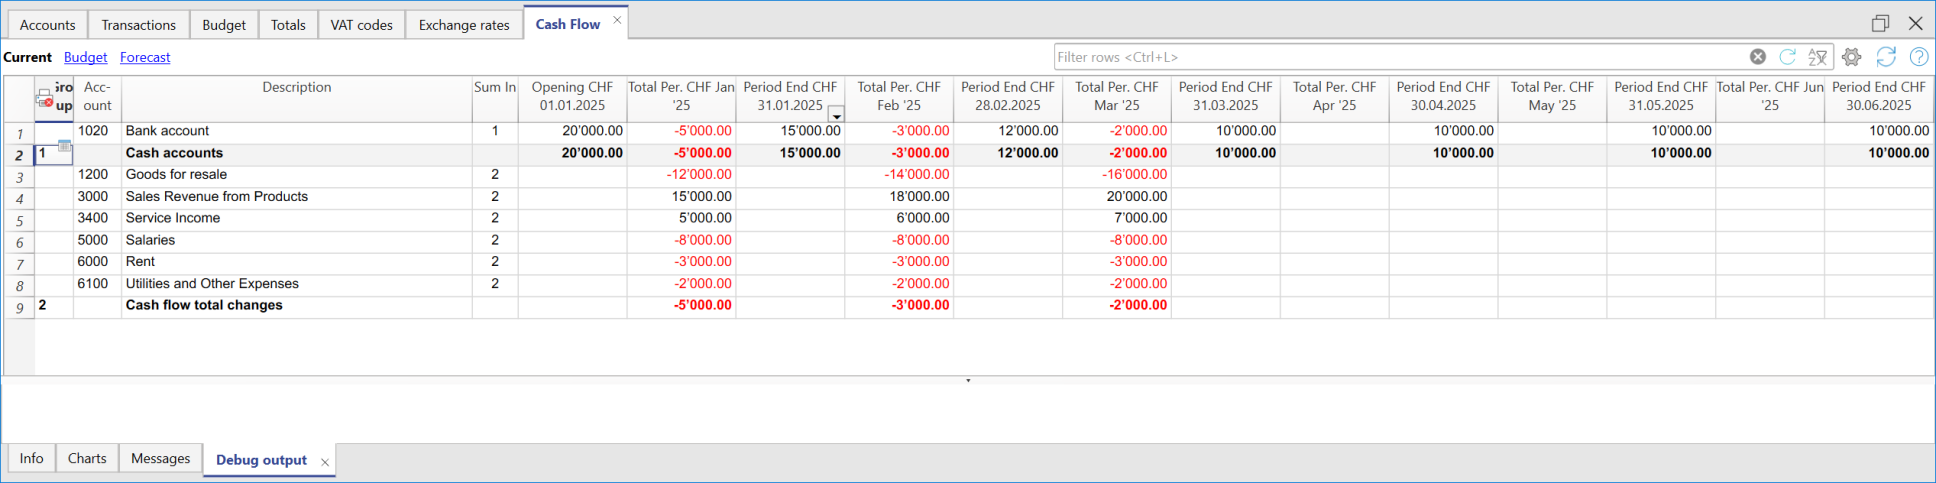 Accounts Transactions Budget Totals VAT codes Exchange rates Cash Flow
Current Budget Forecast Filter rows <Ctrl+L>
Gro Acc- Description Sum In Opening CHF Total Per. CHF Jan Period End CHF Total Per. CHF Period End CHF Total Per. CHF Period End CHF Total Per. CHF Period End CHF Total Per. CHF Period End CHF Total Per. CHF Jun Period End CHF
up ount 01.01.2025 '25 31.01.2025 Feb '25 28.02.2025 Mar '25 31.03.2025 Apr '25 30.04.2025 May '25 31.05.2025 '25 30.06.2025
1 1020 Bank account 1 20'000.00 -5'000.00 15'000.00 -3'000.00 12'000.00 -2'000.00 10'000.00 10'000.00 10'000.00 10'000.00
2 1 Cash accounts 20'000.00 -5'000.00 15'000.00 -3'000.00 12'000.00 -2'000.00 10'000.00 10'000.00 10'000.00 10'000.00
3 1200 Goods for resale 2 -12'000.00 -14'000.00 -16'000.00
4 3000 Sales Revenue from Products 2 15'000.00 18'000.00 20'000.00
5 3400 Service Income 2 5'000.00 6'000.00 7'000.00
6 5000 Salaries 2 -8'000.00 -8'000.00 -8'000.00
7 6000 Rent 2 -3'000.00 -3'000.00 -3'000.00
8 6100 Utilities and Other Expenses 2 -2'000.00 -2'000.00 -2'000.00
9 2 Cash flow total changes -5'000.00 -3'000.00 -2'000.00
Info Charts Messages Debug output